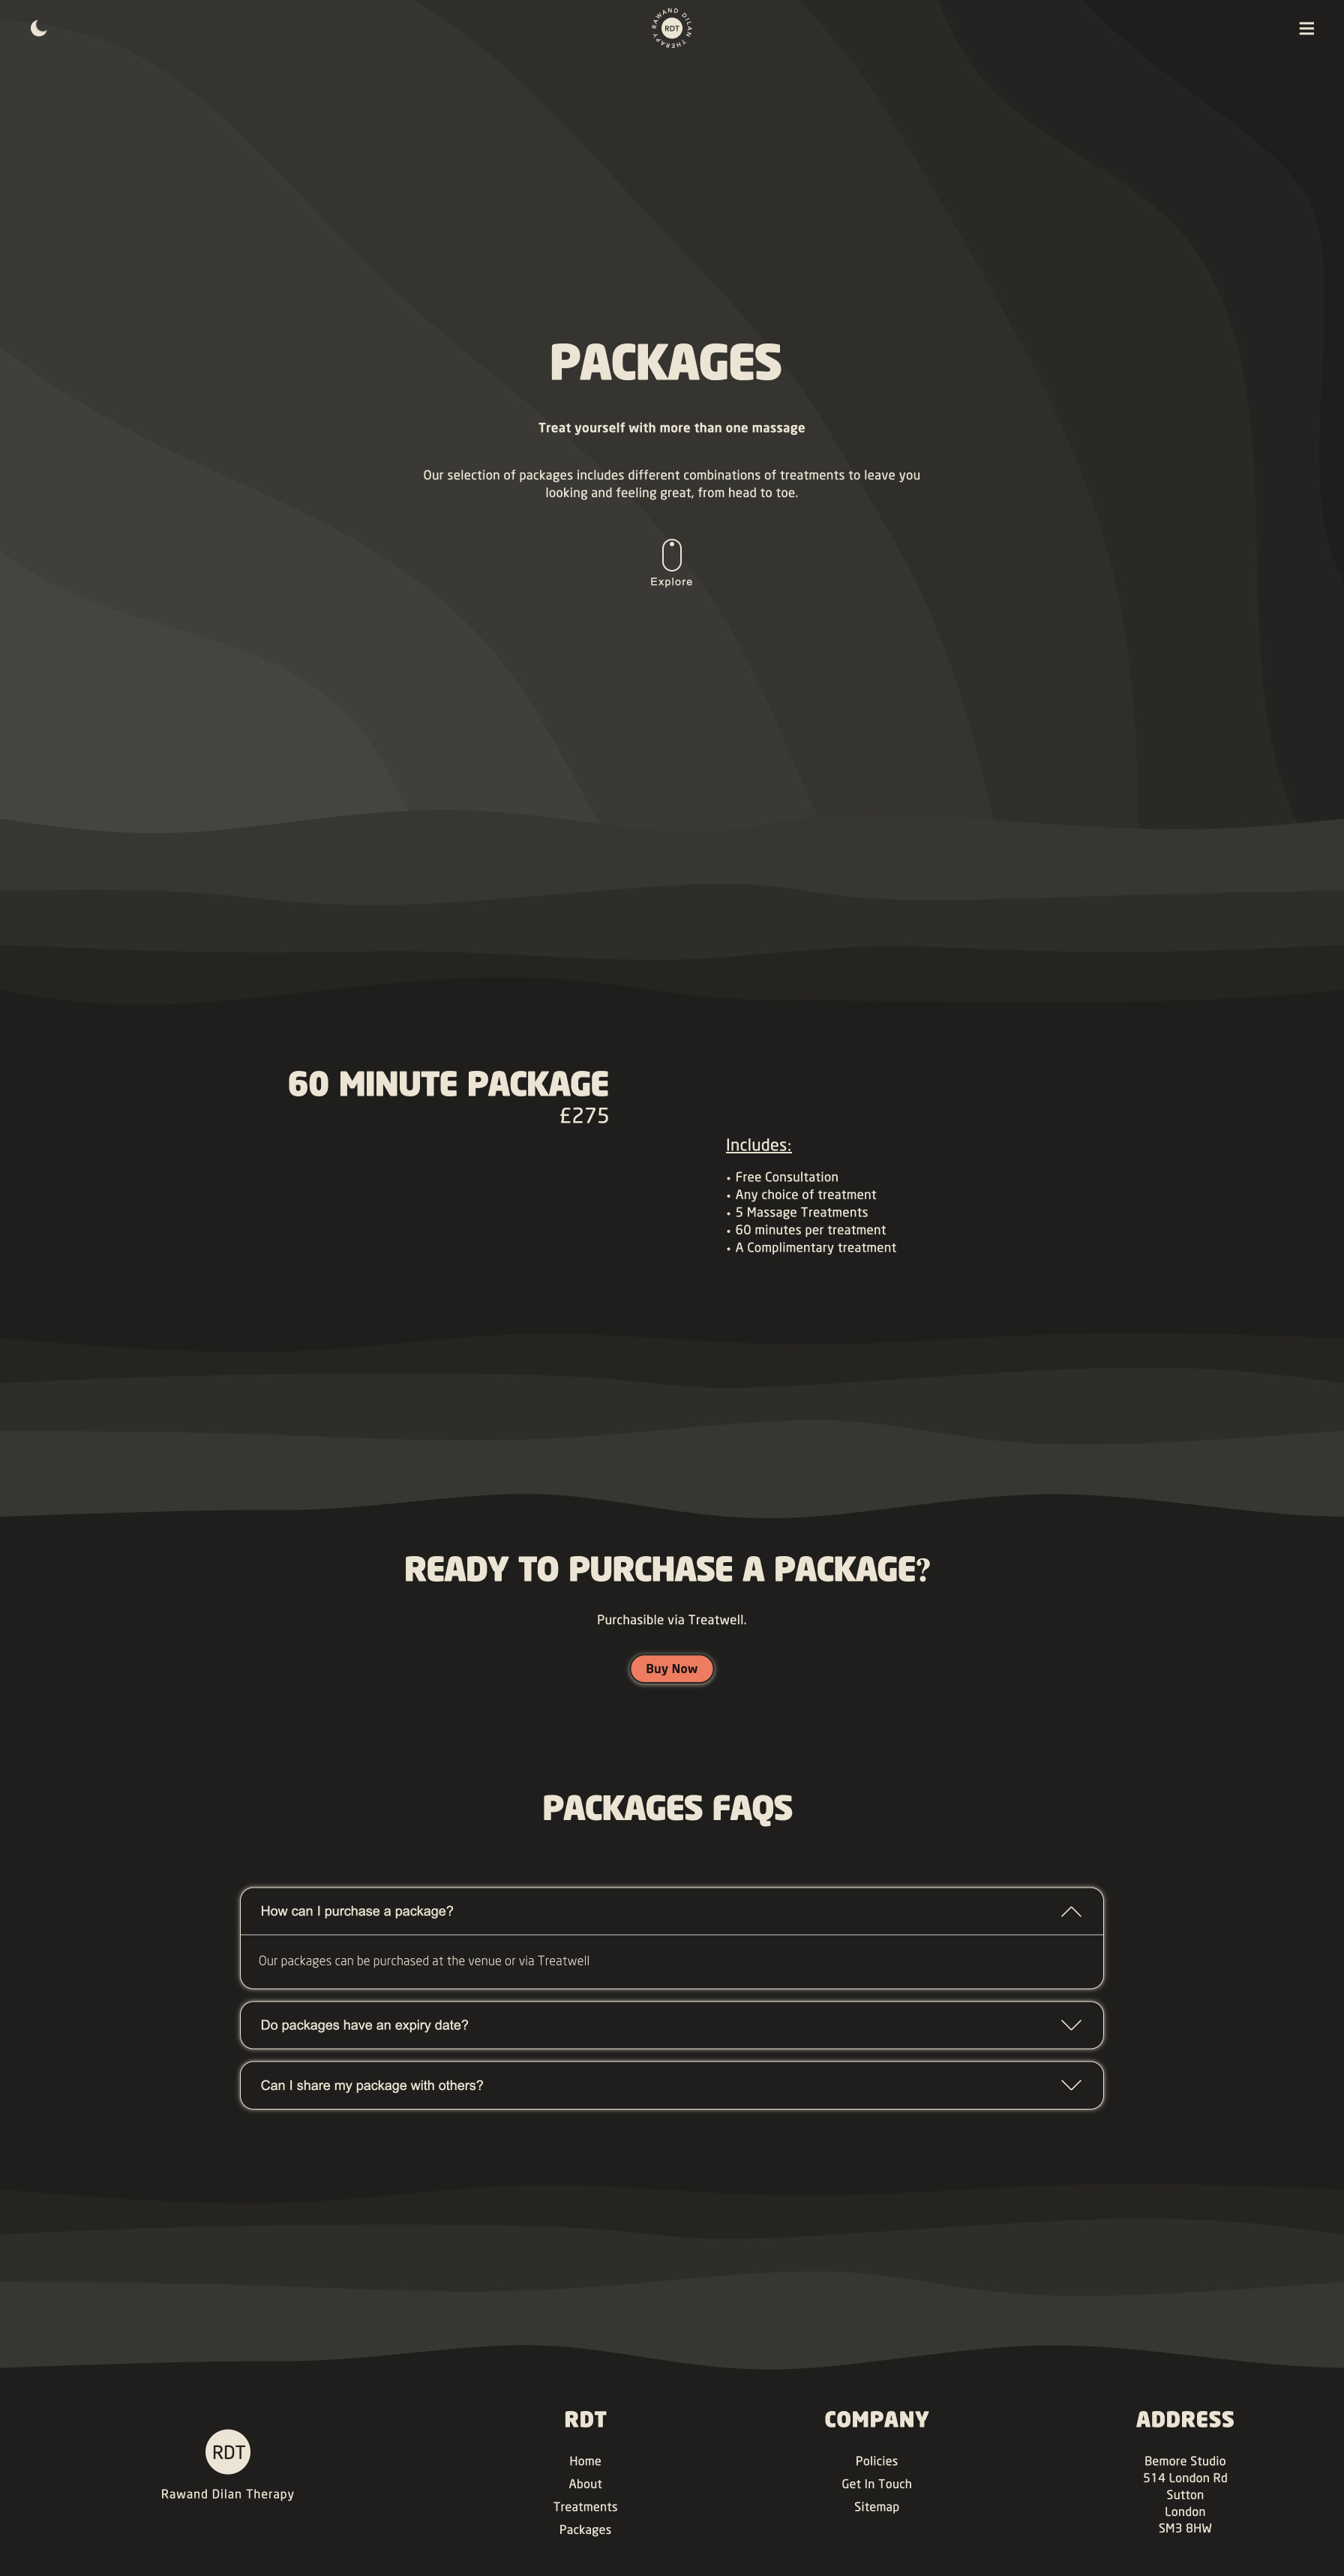 RAWAND DILAN THERAPY
RDT
PACKAGES
Treat yourself with more than one massage
Our selection of packages includes different combinations of treatments to leave you
looking and feeling great, from head to toe.
Explore
60 MINUTE PACKAGE
£275
Includes:
• Free Consultation
• Any choice of treatment
• 5 Massage Treatments
• 60 minutes per treatment
• A Complimentary treatment
READY TO PURCHASE A PACKAGE?
Purchasible via Treatwell.
Buy Now
PACKAGES FAQS
How can I purchase a package?
Our packages can be purchased at the venue or via Treatwell
Do packages have an expiry date?
Can I share my package with others?
RDT
Rawand Dilan Therapy
RDT
Home
About
Treatments
Packages
COMPANY
Policies
Get In Touch
Sitemap
ADDRESS
Bemore Studio
514 London Rd
Sutton
London
SM3 8HW